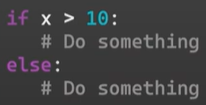 if x > 10:
    # Do something
else:
    # Do something